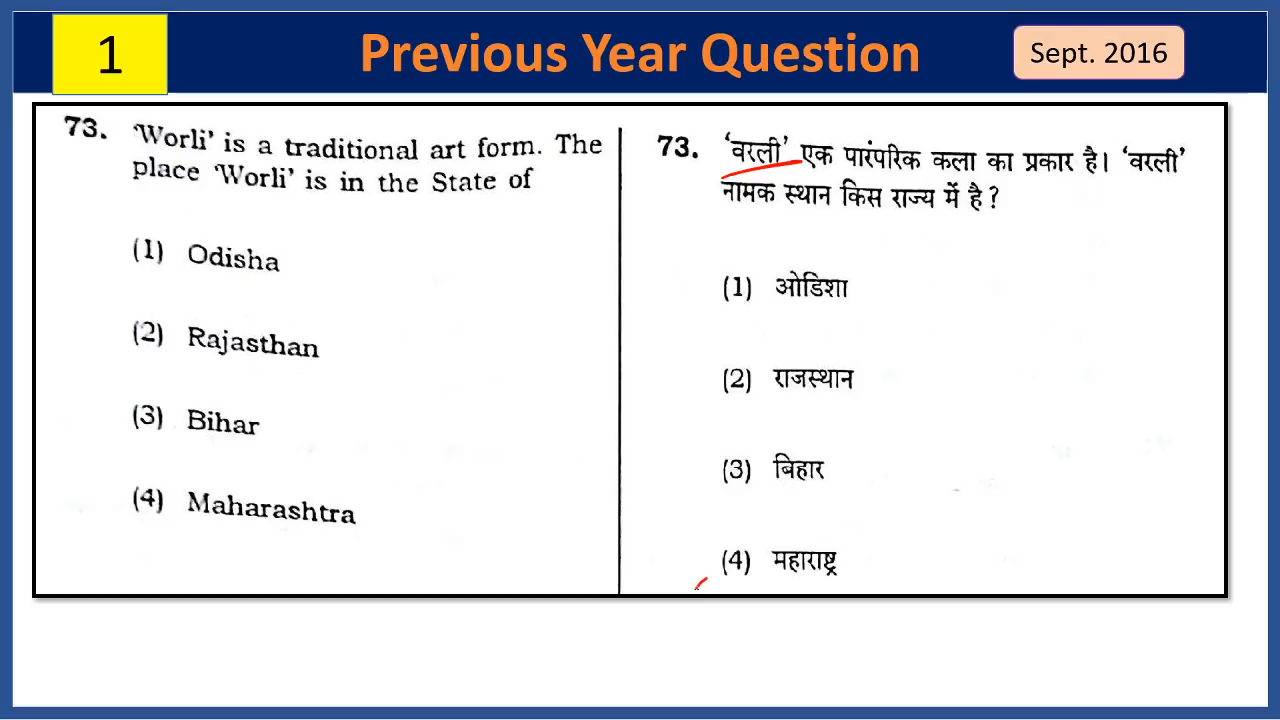 1
Previous Year Question
Sept. 2016
73. 'Worli' is a traditional art form. The
place 'Worli' is in the State of
(1) Odisha
(2) Rajasthan
(3) Bihar
(4) Maharashtra
73. 'वरली' एक पारंपरिक कला का प्रकार है। 'वरली'
नामक स्थान किस राज्य में है?
(1) ओडिशा
(2) राजस्थान
(3) बिहार
(4) महाराष्ट्र